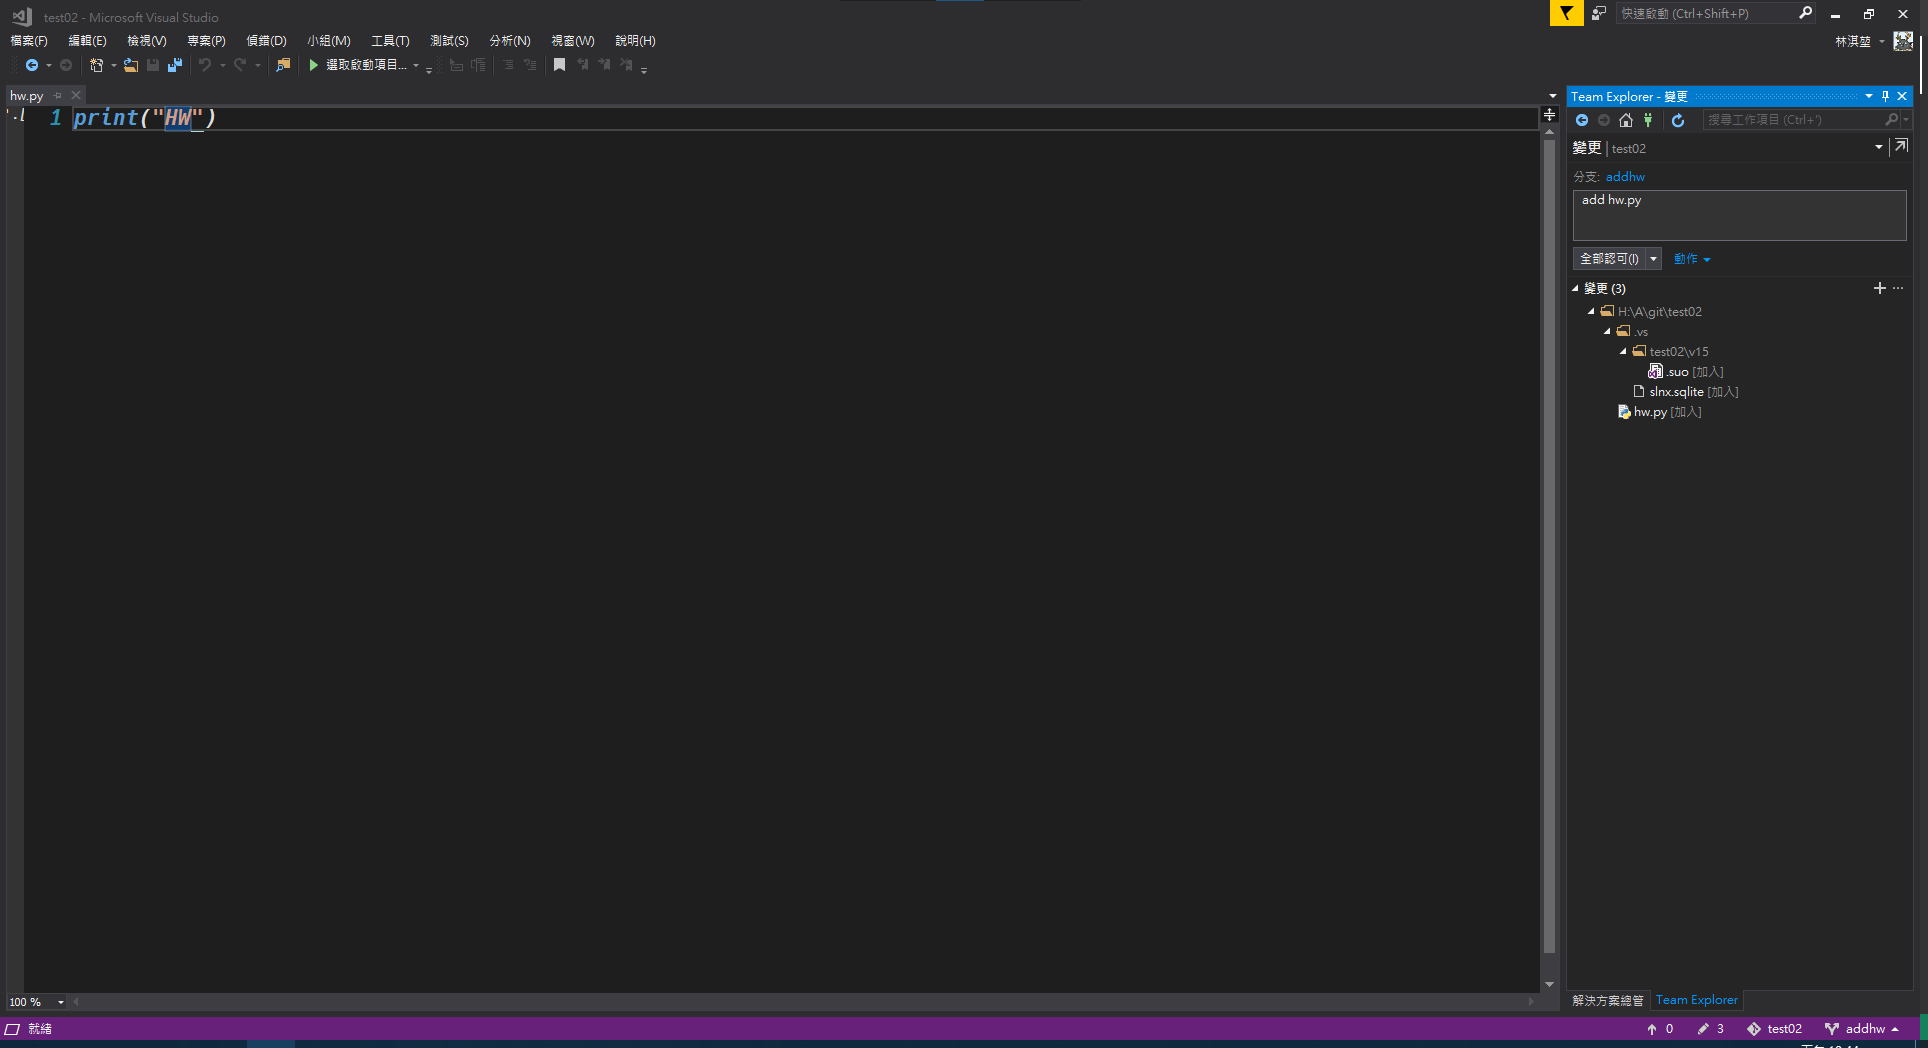 test02 - Microsoft Visual Studio
快速啟動 (Ctrl+Shift+P)
檔案(F) 編輯(E) 檢視(V) 專案(P) 偵錯(D) 小組(M) 工具(T) 測試(S) 分析(N) 視窗(W) 說明(H)
林淇堃
選取啟動項目...
hw.py
1 print("HW")
Team Explorer - 變更
搜尋工作項目 (Ctrl+')
變更 | test02
分支: addhw
add hw.py
全部認可(I) 動作
變更 (3)
H:\A\git\test02
.vs
test02\v15
.suo [加入]
slnx.sqlite [加入]
hw.py [加入]
100 %
解決方案總管 Team Explorer
就緒
0 3 test02 addhw